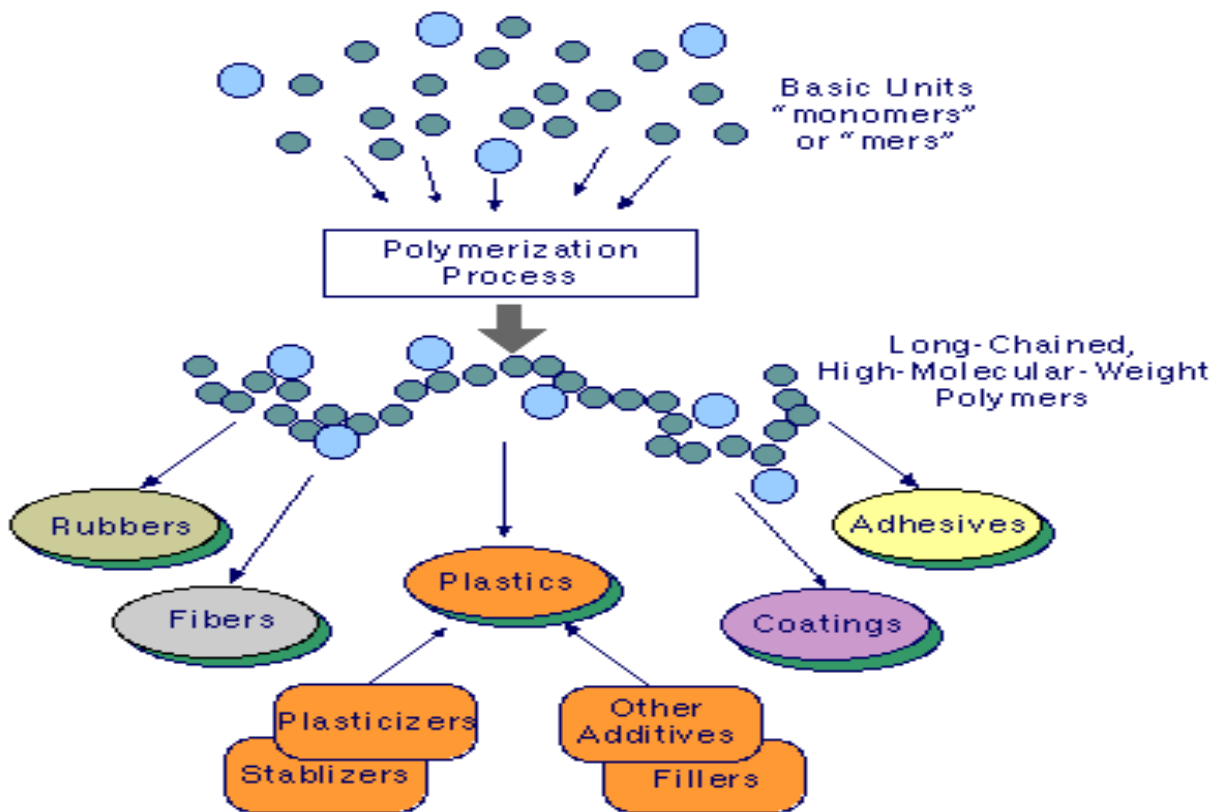 Basic Units
“monomers”
or “mers”
Polymerization
Process
Long-Chained,
High-Molecular-Weight
Polymers
Rubbers
Adhesives
Plastics
Fibers
Coatings
Plasticizers
Stablizers
Other
Additives
Fillers